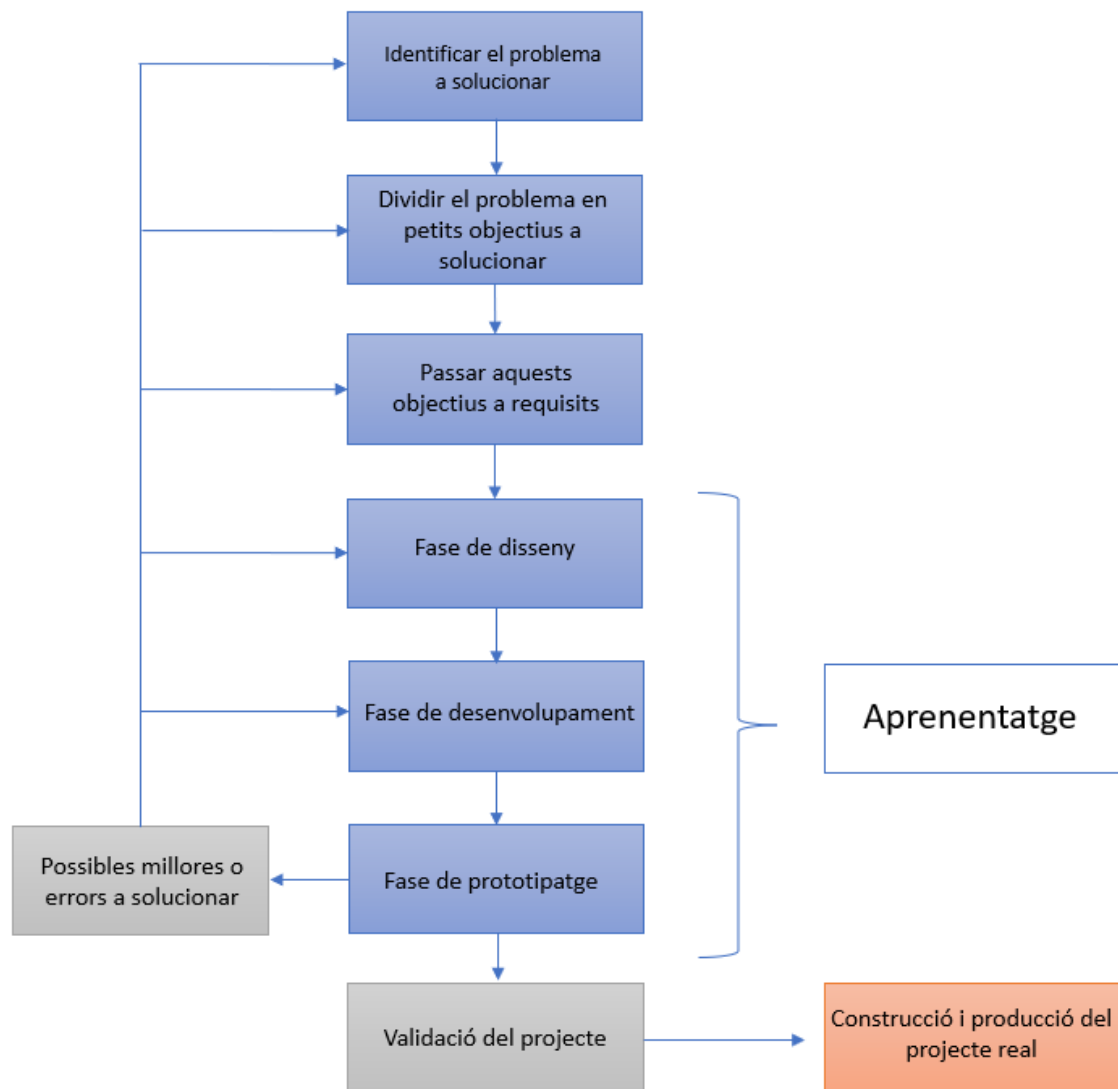 Identificar el problema
a solucionar
Dividir el problema en
petits objectius a
solucionar
Passar aquests
objectius a requisits
Fase de disseny
Fase de desenvolupament
Aprenentatge
Possibles millores o
errors a solucionar
Fase de prototipatge
Validació del projecte
Construcció i producció del
projecte real